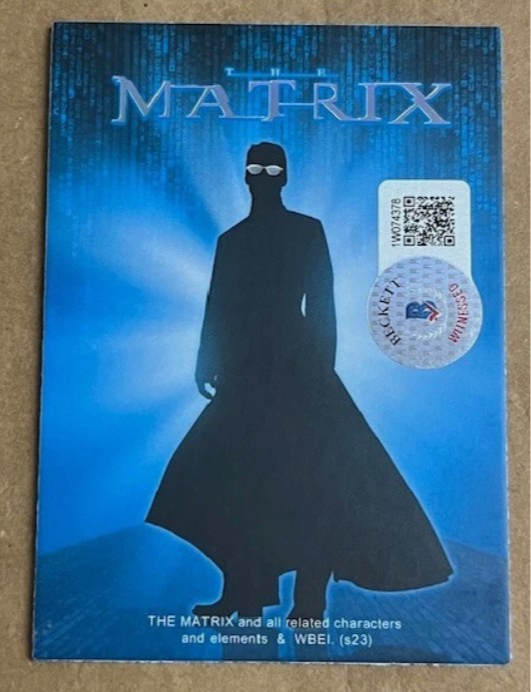 THE
MATRIX
1W074378
BECKETT
WITNESSED
B
THE MATRIX and all related characters
and elements & WBEI. (s23)